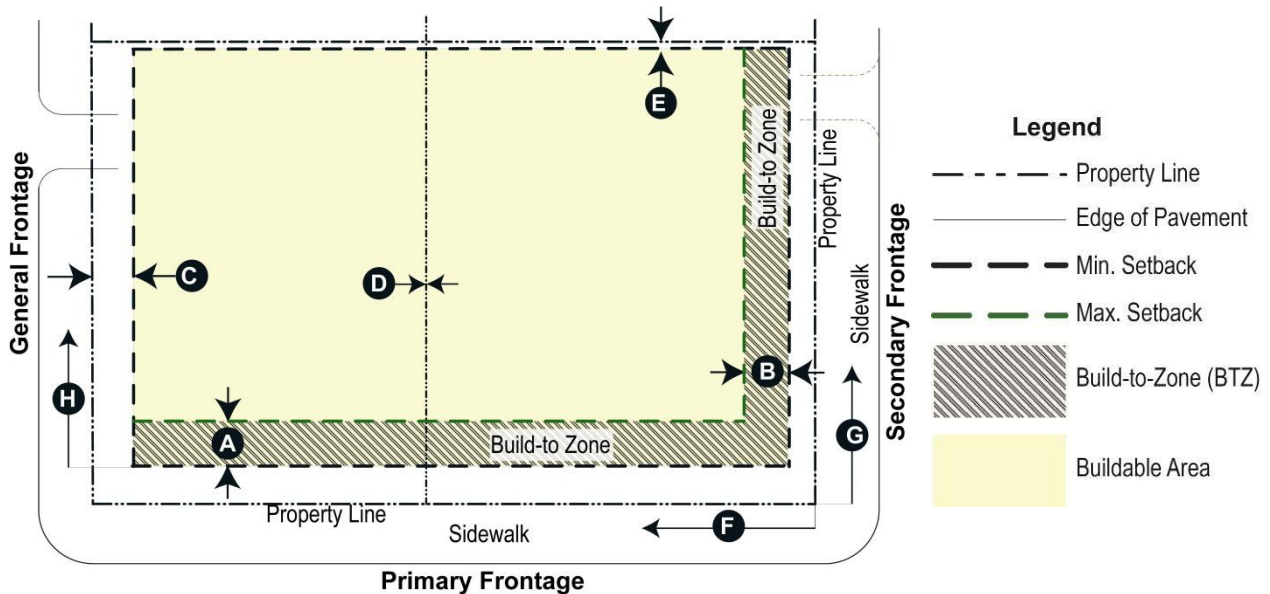 E
General Frontage
C
D
H
A
Build-to Zone
Build-to Zone
B
Property Line
Sidewalk
G
Secondary Frontage
Property Line
Sidewalk
F
Primary Frontage
Legend
Property Line
Edge of Pavement
Min. Setback
Max. Setback
Build-to-Zone (BTZ)
Buildable Area